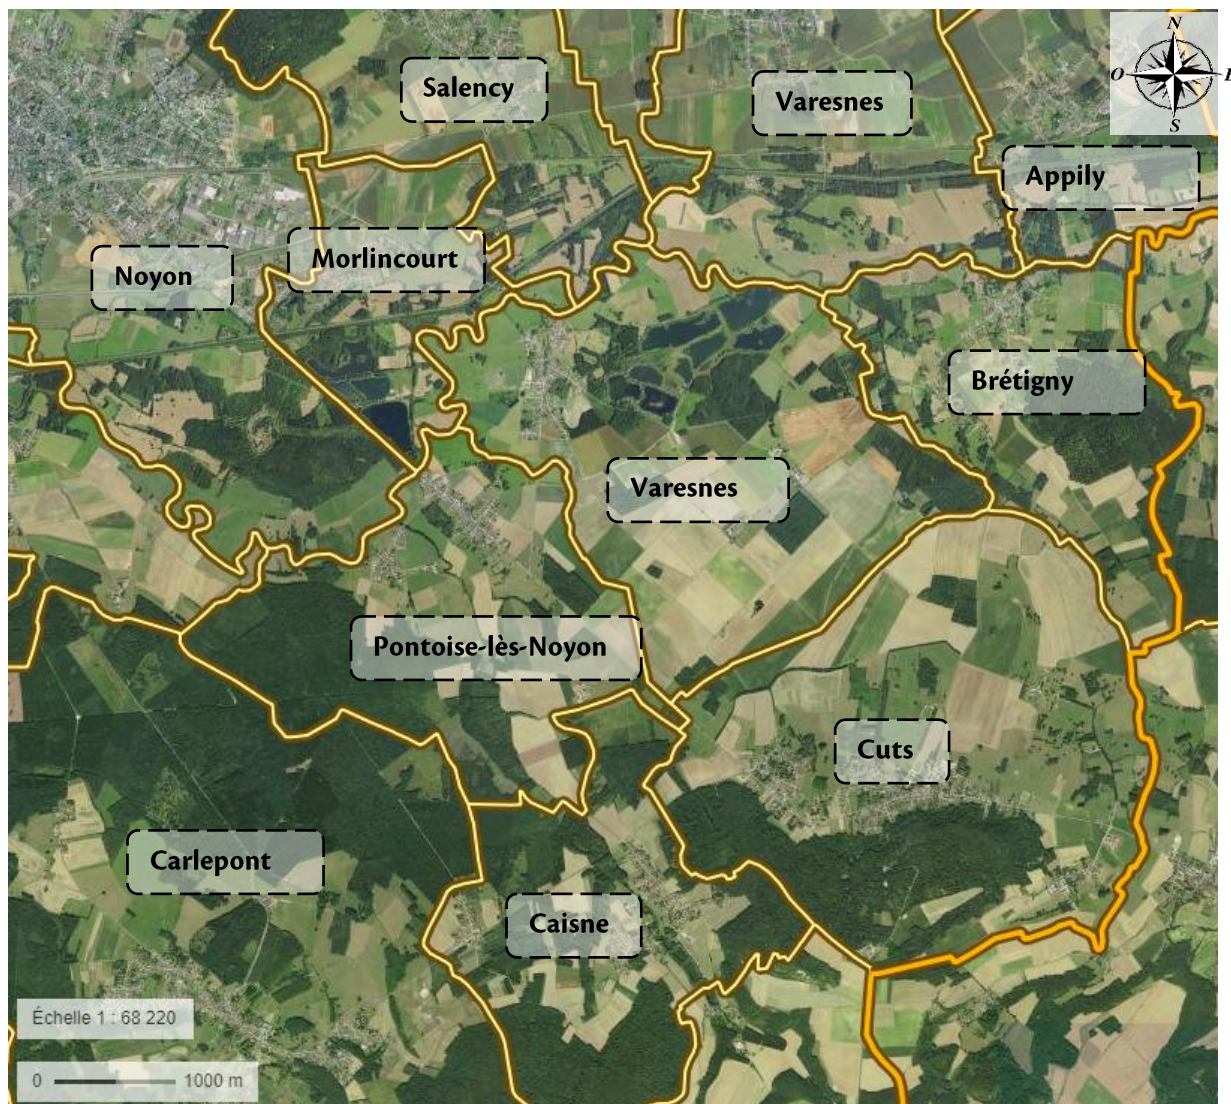 N
O
E
S
Salency
Varesnes
Appily
Morlincourt
Noyon
Brétigny
Varesnes
Pontoise-lès-Noyon
Cuts
Carlepont
Caisne
Échelle 1 : 68 220
0 1000 m